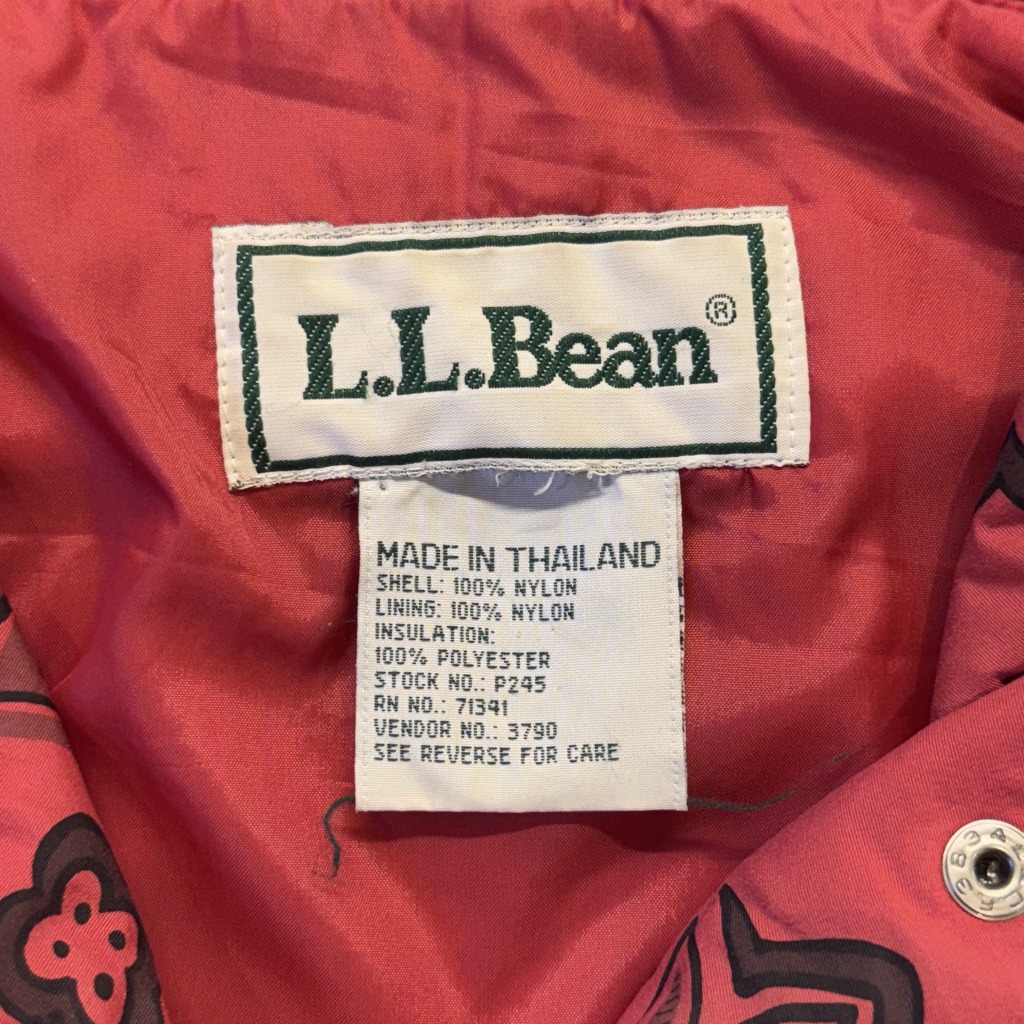 L.L.Bean®
MADE IN THAILAND
SHELL: 100% NYLON
LINING: 100% NYLON
INSULATION:
100% POLYESTER
STOCK NO.: P245
RN NO.: 71341
VENDOR NO.: 3790
SEE REVERSE FOR CARE